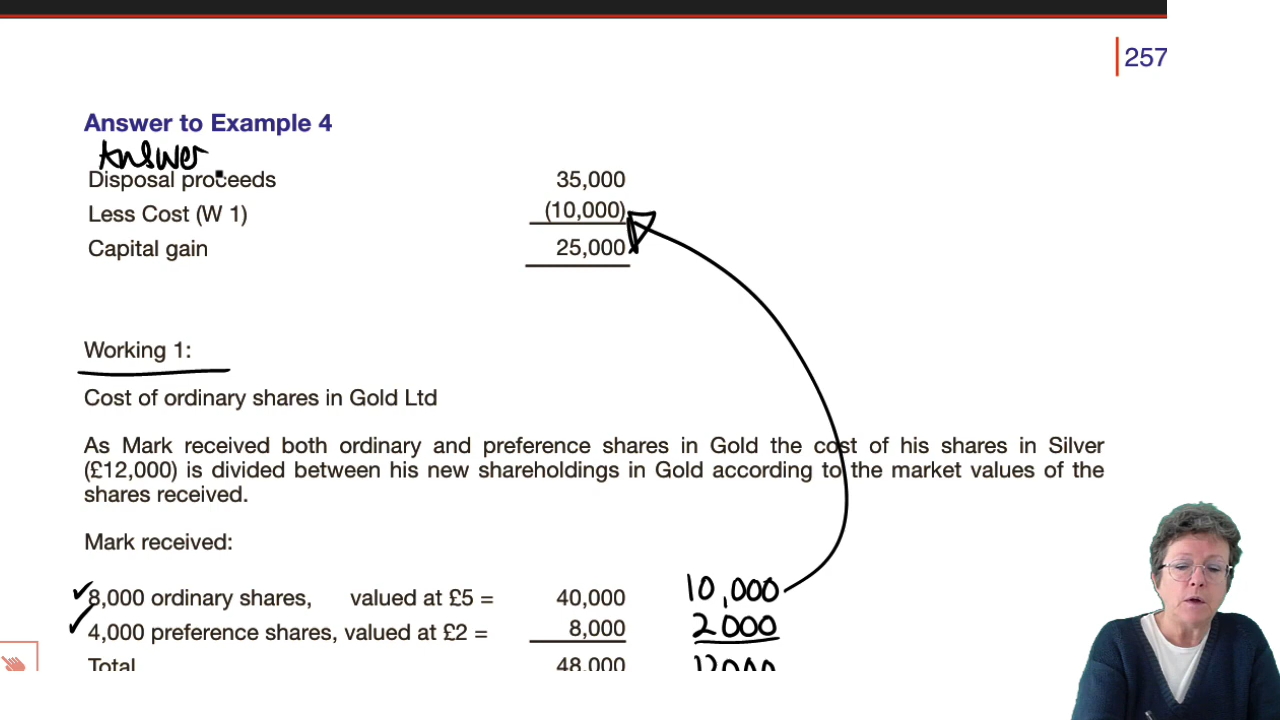 257
Answer to Example 4
Answer
Disposal proceeds 35,000
Less Cost (W 1) (10,000)
Capital gain 25,000
Working 1:
Cost of ordinary shares in Gold Ltd
As Mark received both ordinary and preference shares in Gold the cost of his shares in Silver
(£12,000) is divided between his new shareholdings in Gold according to the market values of the
shares received.
Mark received:
8,000 ordinary shares, valued at £5 = 40,000 10,000
4,000 preference shares, valued at £2 = 8,000 2000
Total 48,000 12000